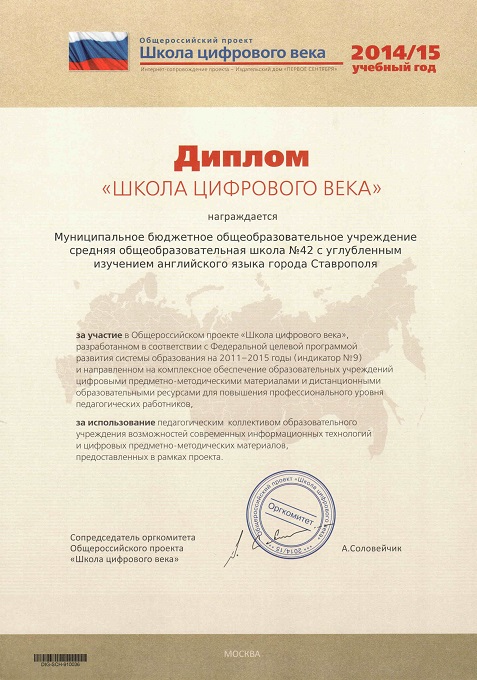 Общероссийский проект
Школа цифрового века
Интернет-сопровождение проекта – Издательский дом «ПЕРВОЕ СЕНТЯБРЯ»
2014/15
учебный год
Диплом
«ШКОЛА ЦИФРОВОГО ВЕКА»
награждается
Муниципальное бюджетное общеобразовательное учреждение
средняя общеобразовательная школа №42 с углубленным
изучением английского языка города Ставрополя
за участие в Общероссийском проекте «Школа цифрового века»,
разработанном в соответствии с Федеральной целевой программой
развития системы образования на 2011–2015 годы (индикатор №9)
и направленном на комплексное обеспечение образовательных учреждений
цифровыми предметно-методическими материалами и дистанционными
образовательными ресурсами для повышения профессионального уровня
педагогических работников,
за использование педагогическим коллективом образовательного
учреждения возможностей современных информационных технологий
и цифровых предметно-методических материалов,
предоставленных в рамках проекта.
Общероссийский проект «Школа цифрового века»
Оргкомитет
*** 2014/15 ***
Сопредседатель оргкомитета
Общероссийского проекта
«Школа цифрового века»
А.Соловейчик
МОСКВА